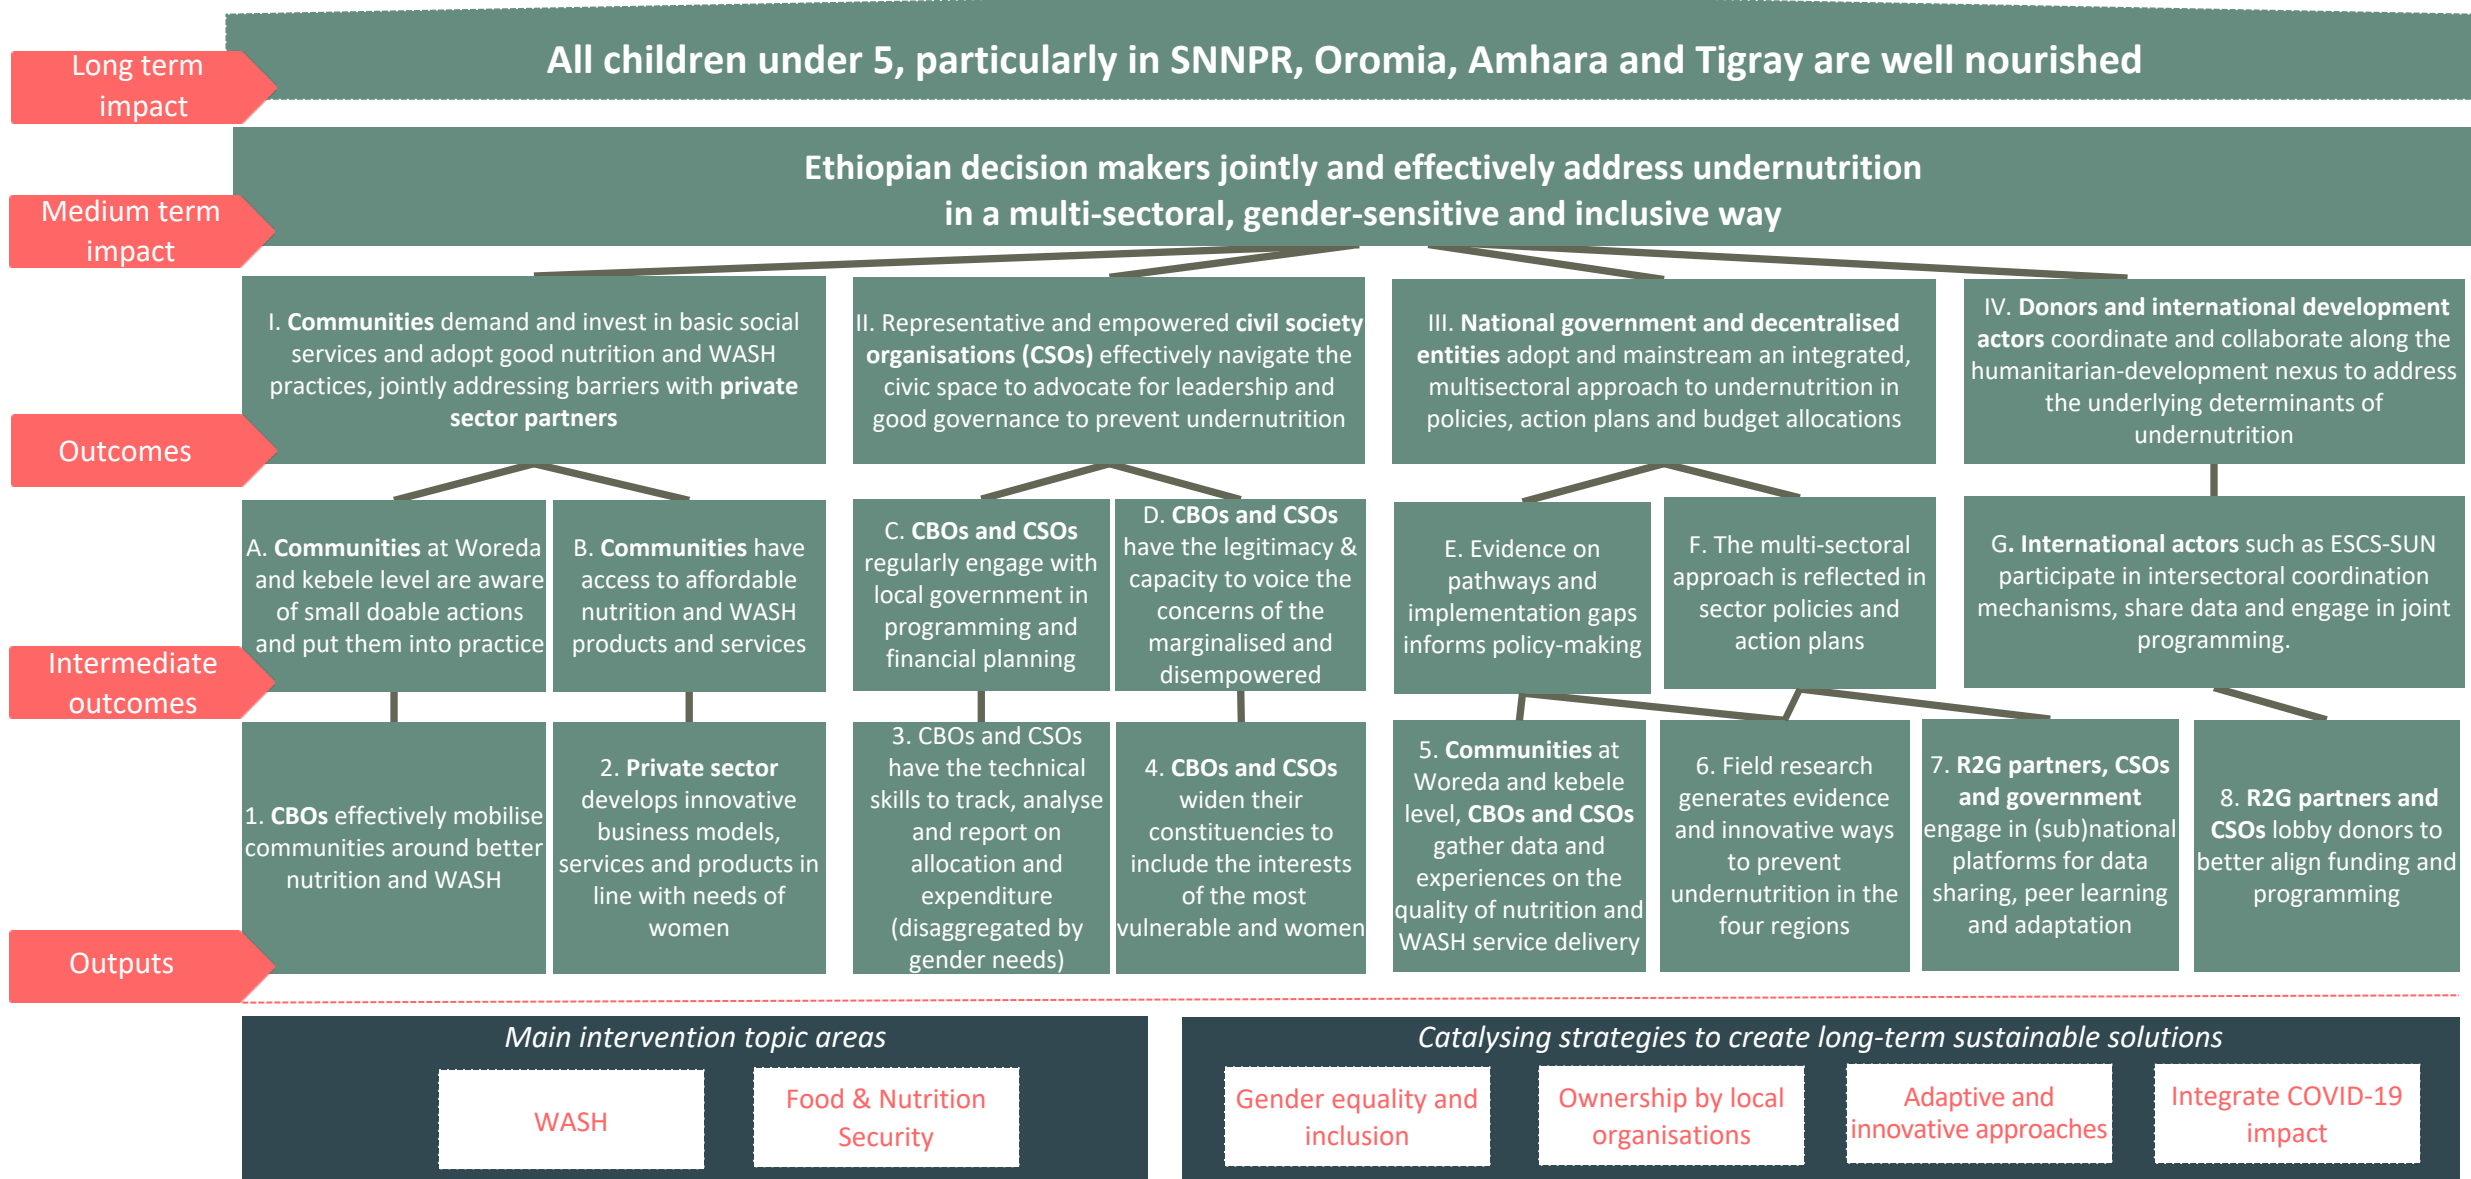 Long term
impact
All children under 5, particularly in SNNPR, Oromia, Amhara and Tigray are well nourished
Medium term
impact
Ethiopian decision makers jointly and effectively address undernutrition
in a multi-sectoral, gender-sensitive and inclusive way
Outcomes
I. Communities demand and invest in basic social
services and adopt good nutrition and WASH
practices, jointly addressing barriers with private
sector partners
II. Representative and empowered civil society
organisations (CSOs) effectively navigate the
civic space to advocate for leadership and
good governance to prevent undernutrition
III. National government and decentralised
entities adopt and mainstream an integrated,
multisectoral approach to undernutrition in
policies, action plans and budget allocations
IV. Donors and international development
actors coordinate and collaborate along the
humanitarian-development nexus to address
the underlying determinants of
undernutrition
Intermediate
outcomes
A. Communities at Woreda
and kebele level are aware
of small doable actions
and put them into practice
B. Communities have
access to affordable
nutrition and WASH
products and services
C. CBOs and CSOs
regularly engage with
local government in
programming and
financial planning
D. CBOs and CSOs
have the legitimacy &
capacity to voice the
concerns of the
marginalised and
disempowered
E. Evidence on
pathways and
implementation gaps
informs policy-making
F. The multi-sectoral
approach is reflected in
sector policies and
action plans
G. International actors such as ESCS-SUN
participate in intersectoral coordination
mechanisms, share data and engage in joint
programming.
Outputs
1. CBOs effectively mobilise
communities around better
nutrition and WASH
2. Private sector
develops innovative
business models,
services and products in
line with needs of
women
3. CBOs and CSOs
have the technical
skills to track, analyse
and report on
allocation and
expenditure
(disaggregated by
gender needs)
4. CBOs and CSOs
widen their
constituencies to
include the interests
of the most
vulnerable and women
5. Communities at
Woreda and kebele
level, CBOs and CSOs
gather data and
experiences on the
quality of nutrition and
WASH service delivery
6. Field research
generates evidence
and innovative ways
to prevent
undernutrition in the
four regions
7. R2G partners, CSOs
and government
engage in (sub)national
platforms for data
sharing, peer learning
and adaptation
8. R2G partners and
CSOs lobby donors to
better align funding and
programming
Main intervention topic areas
WASH
Food & Nutrition
Security
Catalysing strategies to create long-term sustainable solutions
Gender equality and
inclusion
Ownership by local
organisations
Adaptive and
innovative approaches
Integrate COVID-19
impact